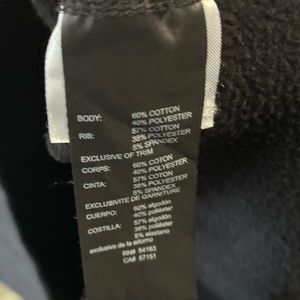 BODY: 60% COTTON
40% POLYESTER
RIB: 57% COTTON
38% POLYESTER
5% SPANDEX
EXCLUSIVE OF TRIM
CORPS: 60% COTON
40% POLYESTER
CINTA: 57% COTON
38% POLYESTER
5% SPANDEX
EXCLUSIVITE DE GARNITURE
CUERPO: 60% algodón
40% poliéster
COSTILLA: 57% algodón
38% poliéster
5% elastano
exclusivo de la adorno
RN# 54163
CA# 57151